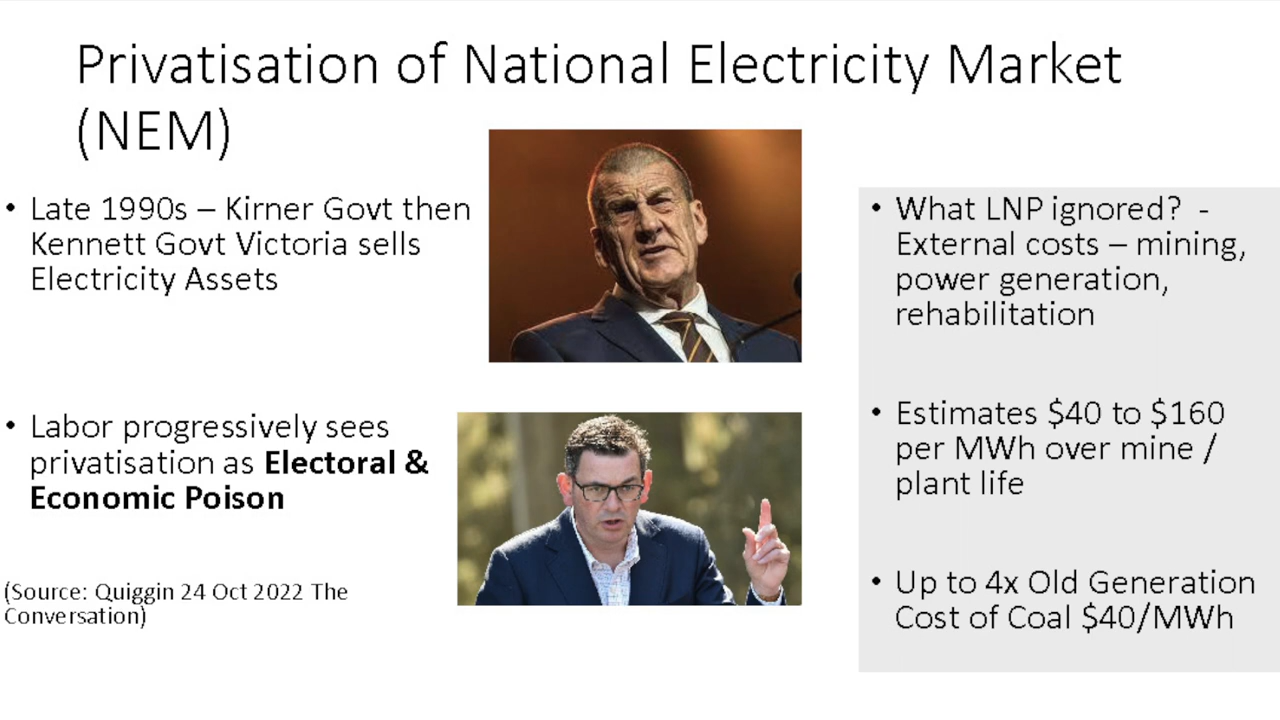 Privatisation of National Electricity Market
(NEM)
• Late 1990s – Kirner Govt then
Kennett Govt Victoria sells
Electricity Assets
• Labor progressively sees
privatisation as Electoral &
Economic Poison
(Source: Quiggin 24 Oct 2022 The
Conversation)
• What LNP ignored? -
External costs – mining,
power generation,
rehabilitation
• Estimates $40 to $160
per MWh over mine /
plant life
• Up to 4x Old Generation
Cost of Coal $40/MWh